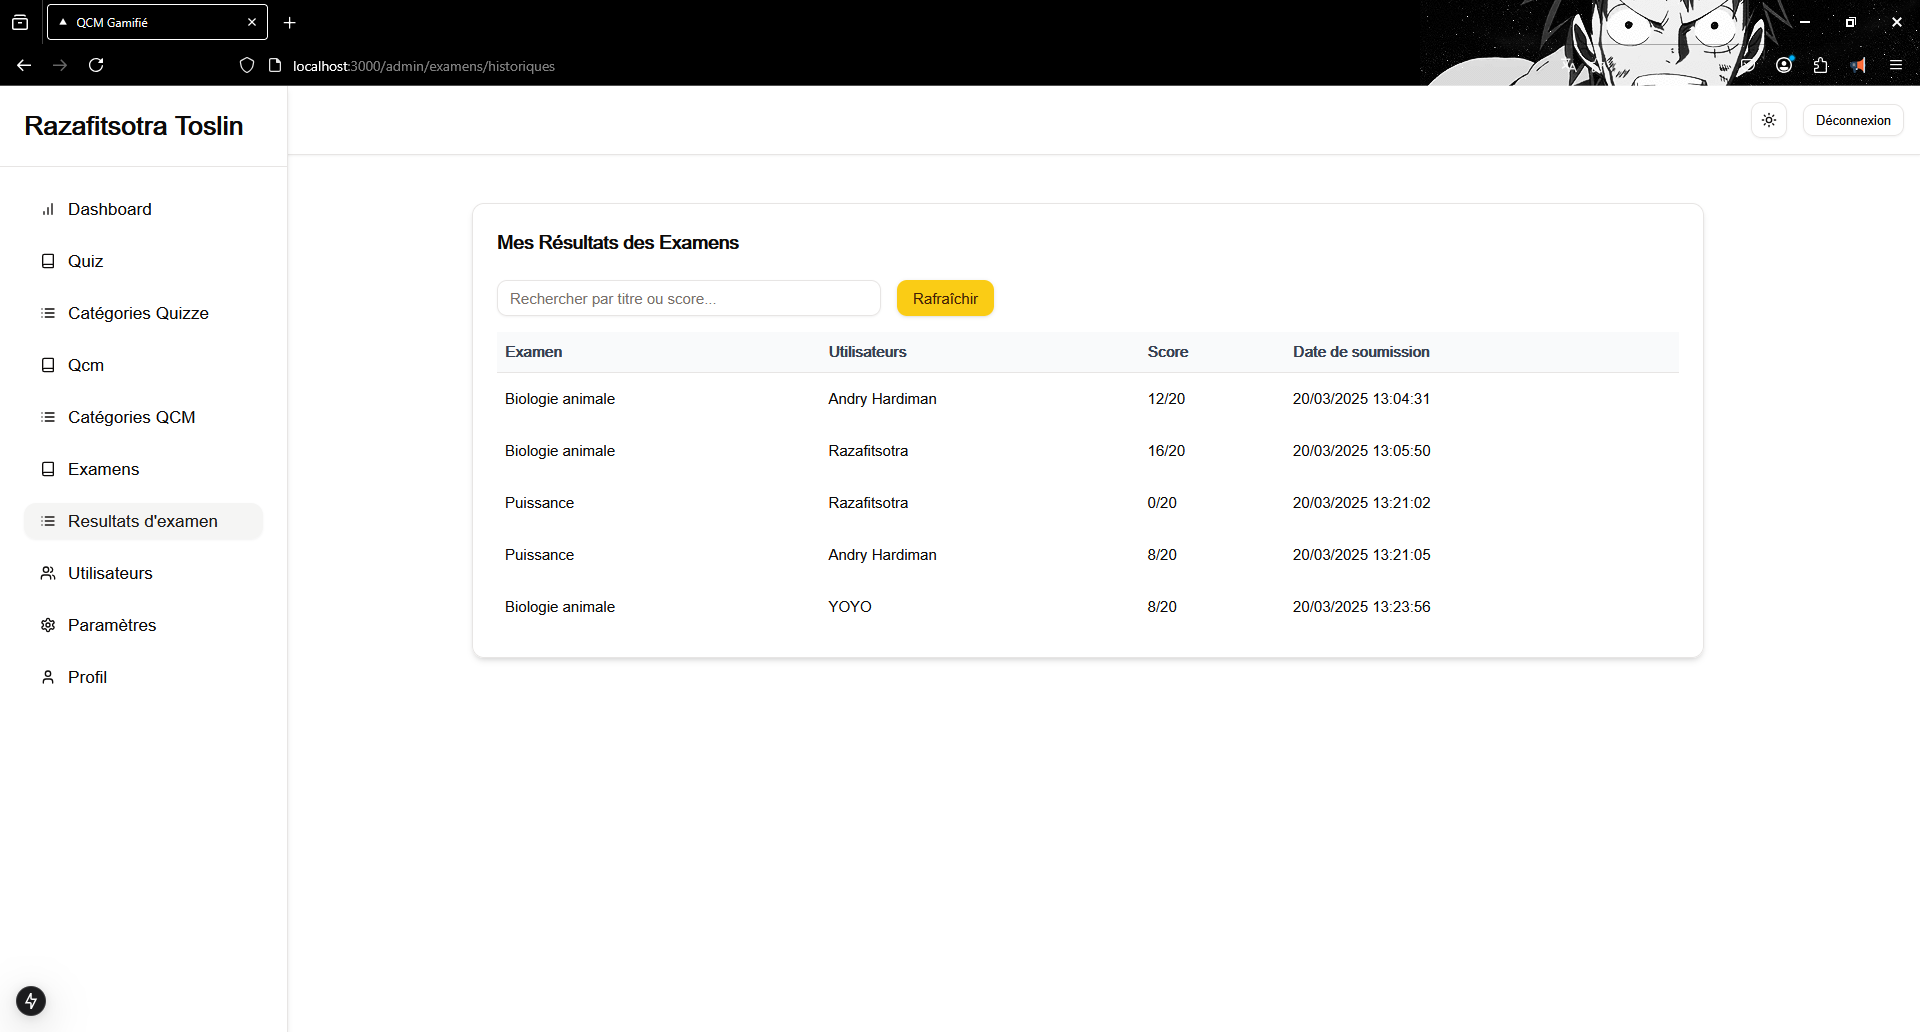 QCM Gamifié
localhost:3000/admin/examens/historiques
Razafitsotra Toslin
Déconnexion
Dashboard
Quiz
Catégories Quizze
Qcm
Catégories QCM
Examens
Resultats d'examen
Utilisateurs
Paramètres
Profil
Mes Résultats des Examens
Rechercher par titre ou score... Rafraîchir
Examen Utilisateurs Score Date de soumission
Biologie animale Andry Hardiman 12/20 20/03/2025 13:04:31
Biologie animale Razafitsotra 16/20 20/03/2025 13:05:50
Puissance Razafitsotra 0/20 20/03/2025 13:21:02
Puissance Andry Hardiman 8/20 20/03/2025 13:21:05
Biologie animale YOYO 8/20 20/03/2025 13:23:56